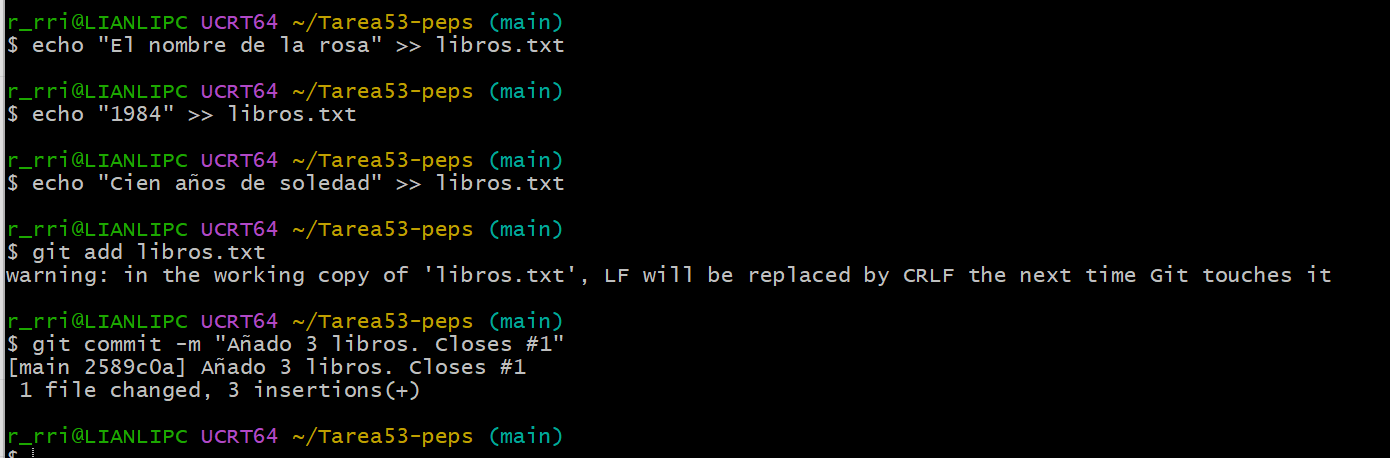 r_rri@LIANLIPC UCRT64 ~/Tarea53-peps (main)
$ echo "El nombre de la rosa" >> libros.txt
r_rri@LIANLIPC UCRT64 ~/Tarea53-peps (main)
$ echo "1984" >> libros.txt
r_rri@LIANLIPC UCRT64 ~/Tarea53-peps (main)
$ echo "Cien años de soledad" >> libros.txt
r_rri@LIANLIPC UCRT64 ~/Tarea53-peps (main)
$ git add libros.txt
warning: in the working copy of 'libros.txt', LF will be replaced by CRLF the next time Git touches it
r_rri@LIANLIPC UCRT64 ~/Tarea53-peps (main)
$ git commit -m "Añado 3 libros. Closes #1"
[main 2589c0a] Añado 3 libros. Closes #1
 1 file changed, 3 insertions(+)
r_rri@LIANLIPC UCRT64 ~/Tarea53-peps (main)
$